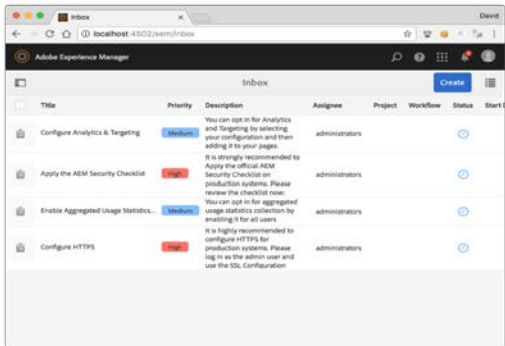 Inbox
David
localhost:4502/aem/inbox
Adobe Experience Manager
Inbox
Create
Title Priority Description Assignee Project Workflow Status Start D
Configure Analytics & Targeting Medium You can opt in for Analytics
and Targeting by selecting
your configuration and then
adding it to your pages.
administrators
Apply the AEM Security Checklist High It is strongly recommended to
Apply the official AEM
Security Checklist on
production systems. Please
review the checklist now:
administrators
Enable Aggregated Usage Statistics... Medium You can opt in for aggregated
usage statistics collection by
enabling it for all users
administrators
Configure HTTPS High It is highly recommended to
configure HTTPS for
production systems. Please
log in as the admin user and
use the SSL Configuration
administrators